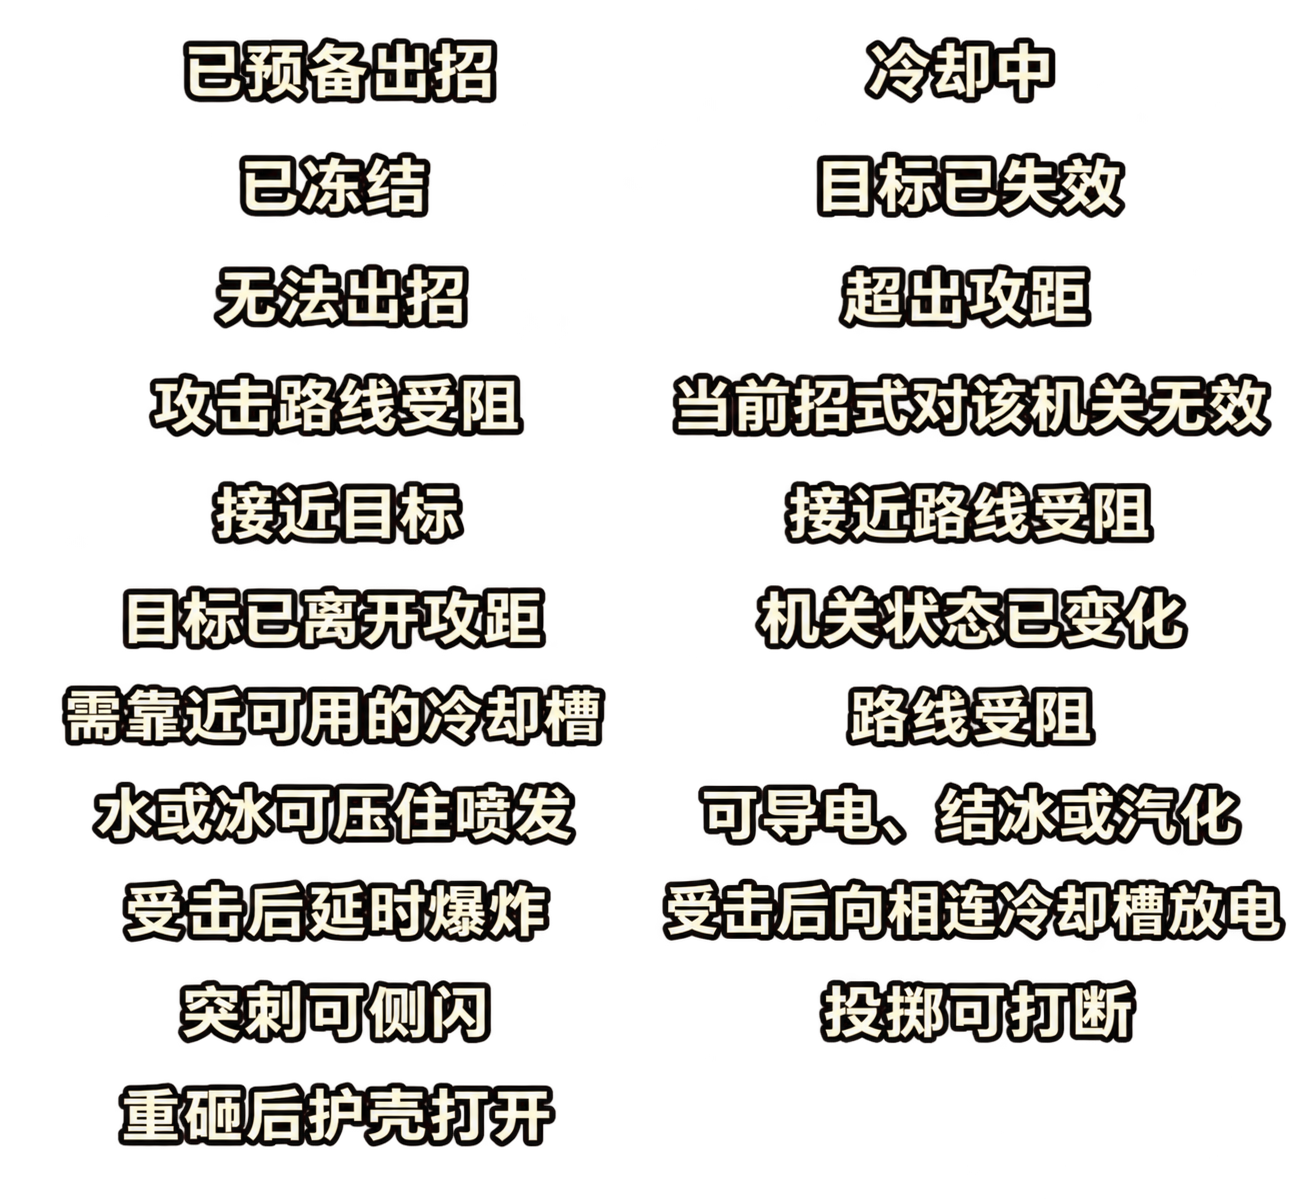 已预备出招
冷却中
已冻结
目标已失效
无法出招
超出攻距
攻击路线受阻
当前招式对该机关无效
接近目标
接近路线受阻
目标已离开攻距
机关状态已变化
需靠近可用的冷却槽
路线受阻
水或冰可压住喷发
可导电、结冰或汽化
受击后延时爆炸
受击后向相连冷却槽放电
突刺可侧闪
投掷可打断
重砸后护壳打开